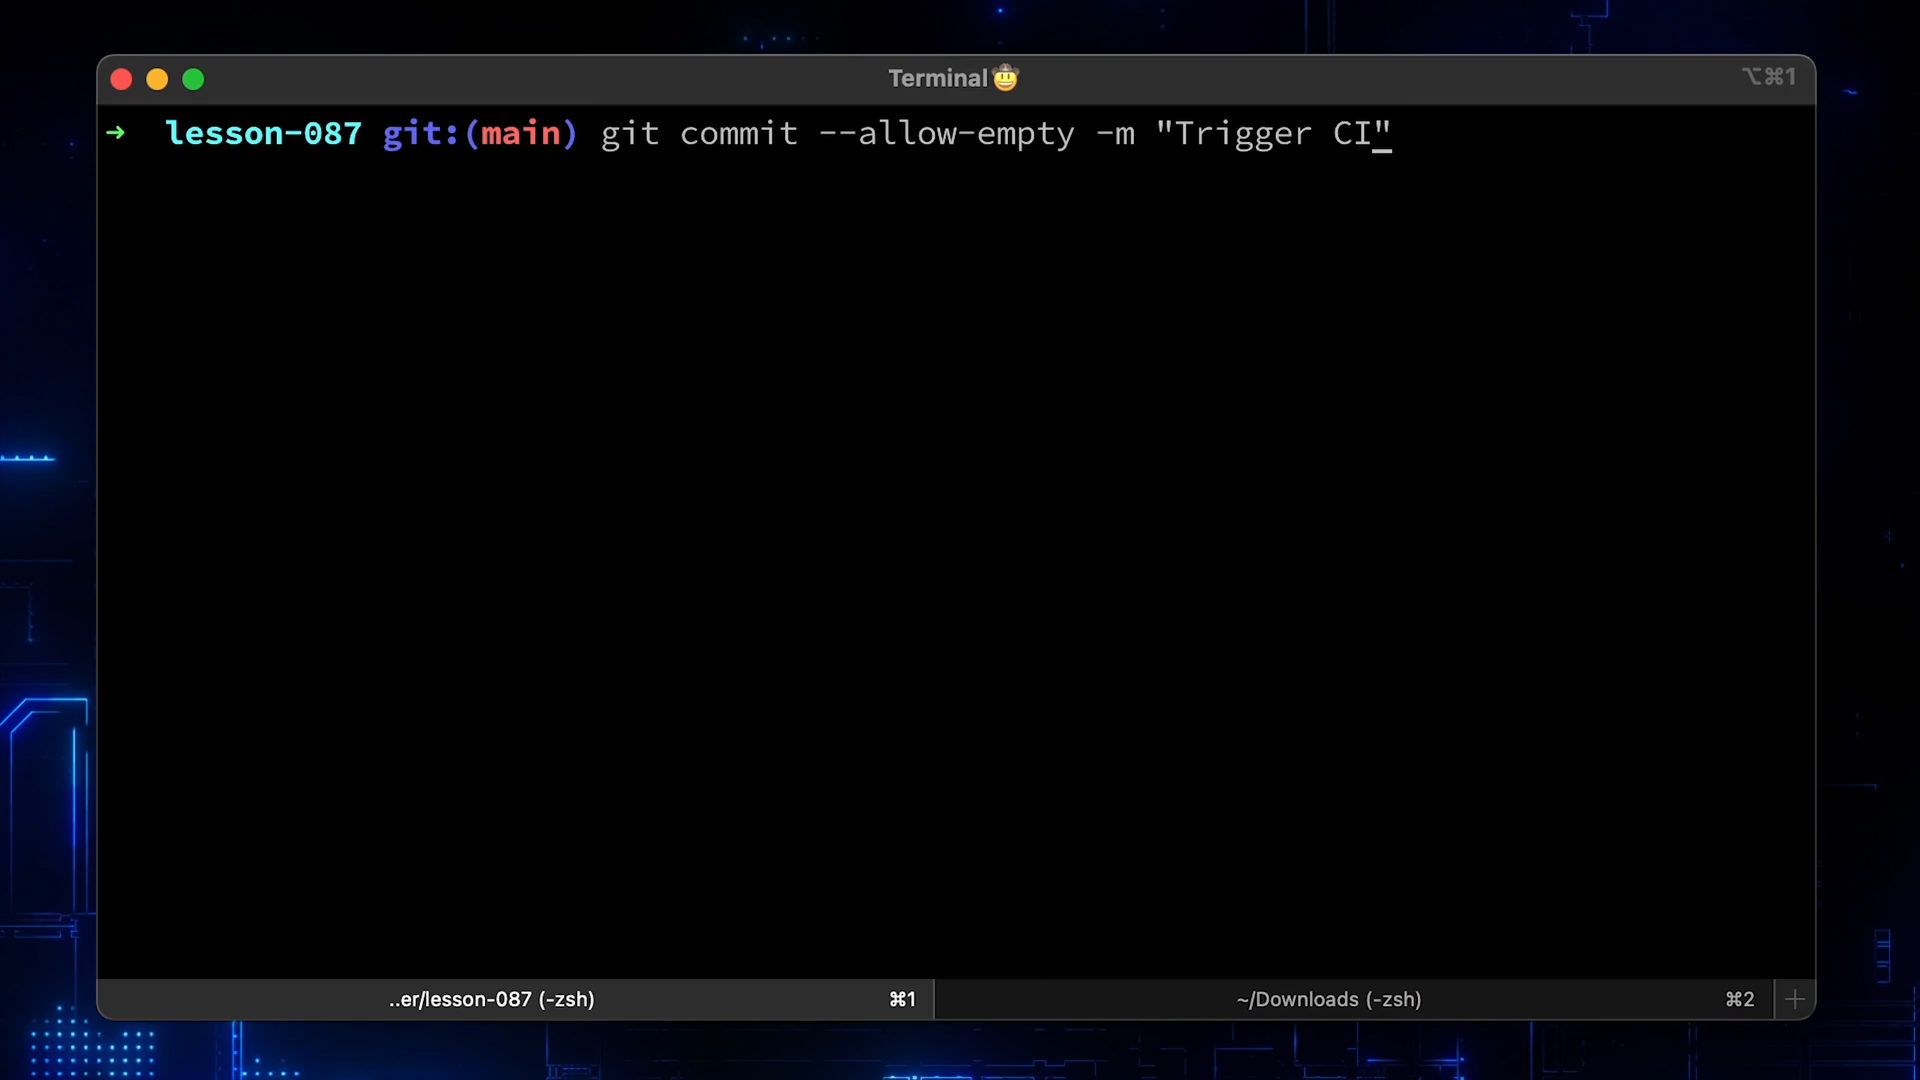 Terminal🤠
⌥⌘1
➜ lesson-087 git:(main) git commit --allow-empty -m "Trigger CI"
..er/lesson-087 (-zsh) ⌘1
~/Downloads (-zsh) ⌘2 +